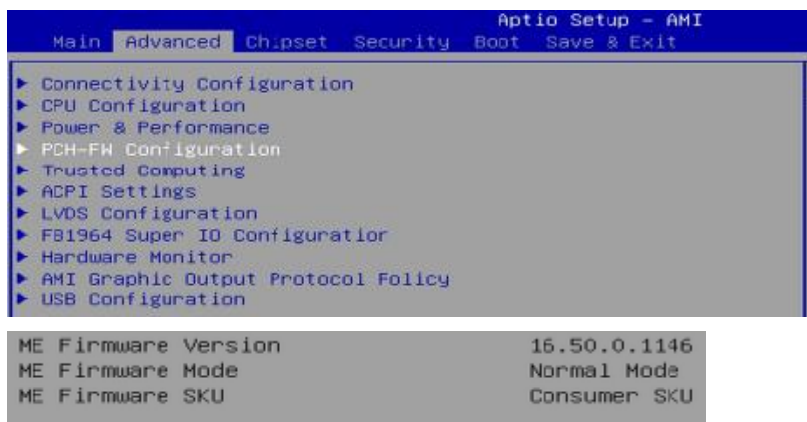 Aptio Setup - AMI
Main Advanced Chipset Security Boot Save & Exit
Connectivity Configuration
CPU Configuration
Power & Performance
PCH-FW Configuration
Trusted Computing
ACPI Settings
LVDS Configuration
F81964 Super IO Configuration
Hardware Monitor
AMI Graphic Output Protocol Policy
USB Configuration
ME Firmware Version 16.50.0.1146
ME Firmware Mode Normal Mode
ME Firmware SKU Consumer SKU